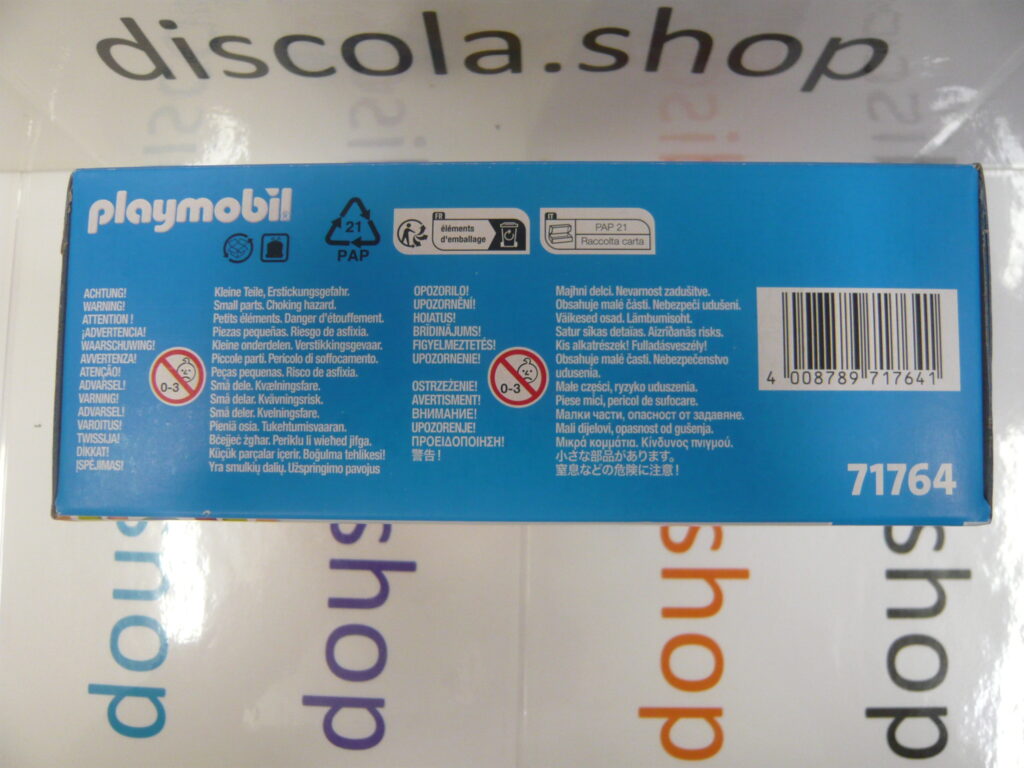 discola.shop
playmobil
21
PAP
FR
éléments
d'emballage
IT
PAP 21
Raccolta carta
ACHTUNG!
WARNING!
ATTENTION !
¡ADVERTENCIA!
WAARSCHUWING!
AVVERTENZA!
ATENÇÃO!
ADVARSEL!
VARNING!
ADVARSEL!
VAROITUS!
TWISSIJA!
DİKKAT!
ĮSPĖJIMAS!
0-3
Kleine Teile, Erstickungsgefahr.
Small parts. Choking hazard.
Petits éléments. Danger d'étouffement.
Piezas pequeñas. Riesgo de asfixia.
Kleine onderdelen. Verstikkingsgevaar.
Piccole parti. Pericolo di soffocamento.
Peças pequenas. Risco de asfixia.
Små dele. Kvælningsfare.
Små delar. Kvävningsrisk.
Små deler. Kvelningsfare.
Pieniä osia. Tukehtumisvaaran.
Bċejjeċ żgħar. Periklu li wieħed jifga.
Küçük parçalar içerir. Boğulma tehlikesi!
Yra smulkių dalių. Užspringimo pavojus
OPOZORILO!
UPOZORNĚNÍ!
HOIATUS!
BRĪDINĀJUMS!
FIGYELMEZTETÉS!
UPOZORNENIE!
OSTRZEŻENIE!
AVERTISMENT!
ВНИМАНИЕ!
UPOZORENJE!
ΠΡΟΕΙΔΟΠΟΙΗΣΗ!
警告!
0-3
Majhni delci. Nevarnost zadušitve.
Obsahuje malé části. Nebezpečí udušení.
Väikesed osad. Lämbumisoht.
Satur sīkas detaļas. Aizrīšanās risks.
Kis alkatrészek! Fulladásveszély!
Obsahuje malé časti. Nebezpečenstvo
udusenia.
Małe części, ryzyko uduszenia.
Piese mici, pericol de sufocare.
Малки части, опасност от задавяне.
Mali dijelovi, opasnost od gušenja.
Μικρά κομμάτια. Κίνδυνος πνιγμού.
小さな部品があります。
窒息などの危険に注意!
4 008789 717641
71764
shop
shop
shop
shop